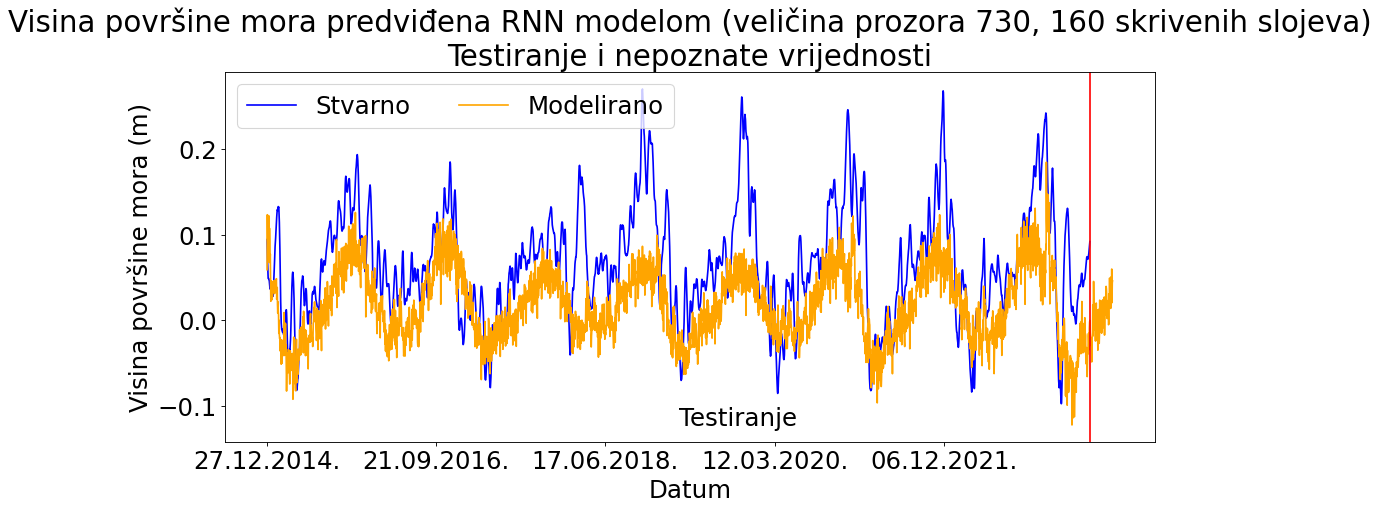 Visina površine mora predviđena RNN modelom (veličina prozora 730, 160 skrivenih slojeva)
Testiranje i nepoznate vrijednosti
Stvarno Modelirano
Visina površine mora (m)
0.2
0.1
0.0
−0.1
Testiranje
27.12.2014. 21.09.2016. 17.06.2018. 12.03.2020. 06.12.2021.
Datum